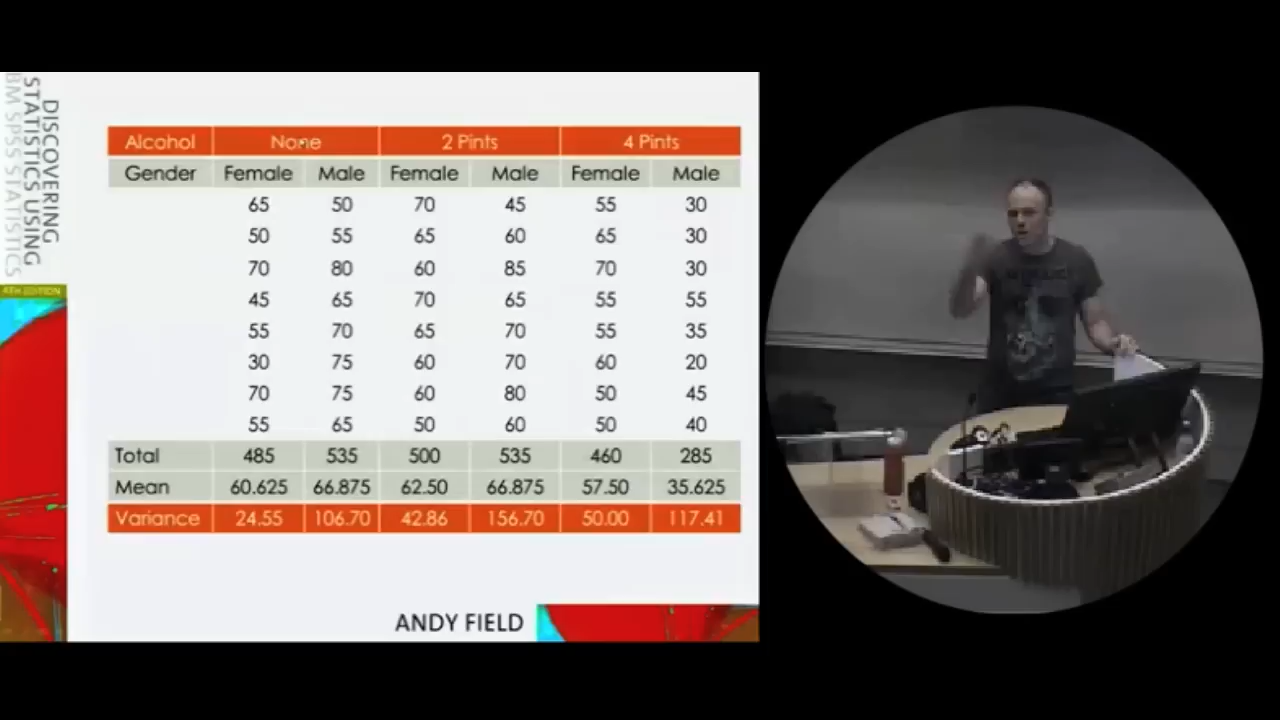 DISCOVERING
STATISTICS USING
IBM SPSS STATISTICS
4TH EDITION
Alcohol None 2 Pints 4 Pints
Gender Female Male Female Male Female Male
65 50 70 45 55 30
50 55 65 60 65 30
70 80 60 85 70 30
45 65 70 65 55 55
55 70 65 70 55 35
30 75 60 70 60 20
70 75 60 80 50 45
55 65 50 60 50 40
Total 485 535 500 535 460 285
Mean 60.625 66.875 62.50 66.875 57.50 35.625
Variance 24.55 106.70 42.86 156.70 50.00 117.41
ANDY FIELD